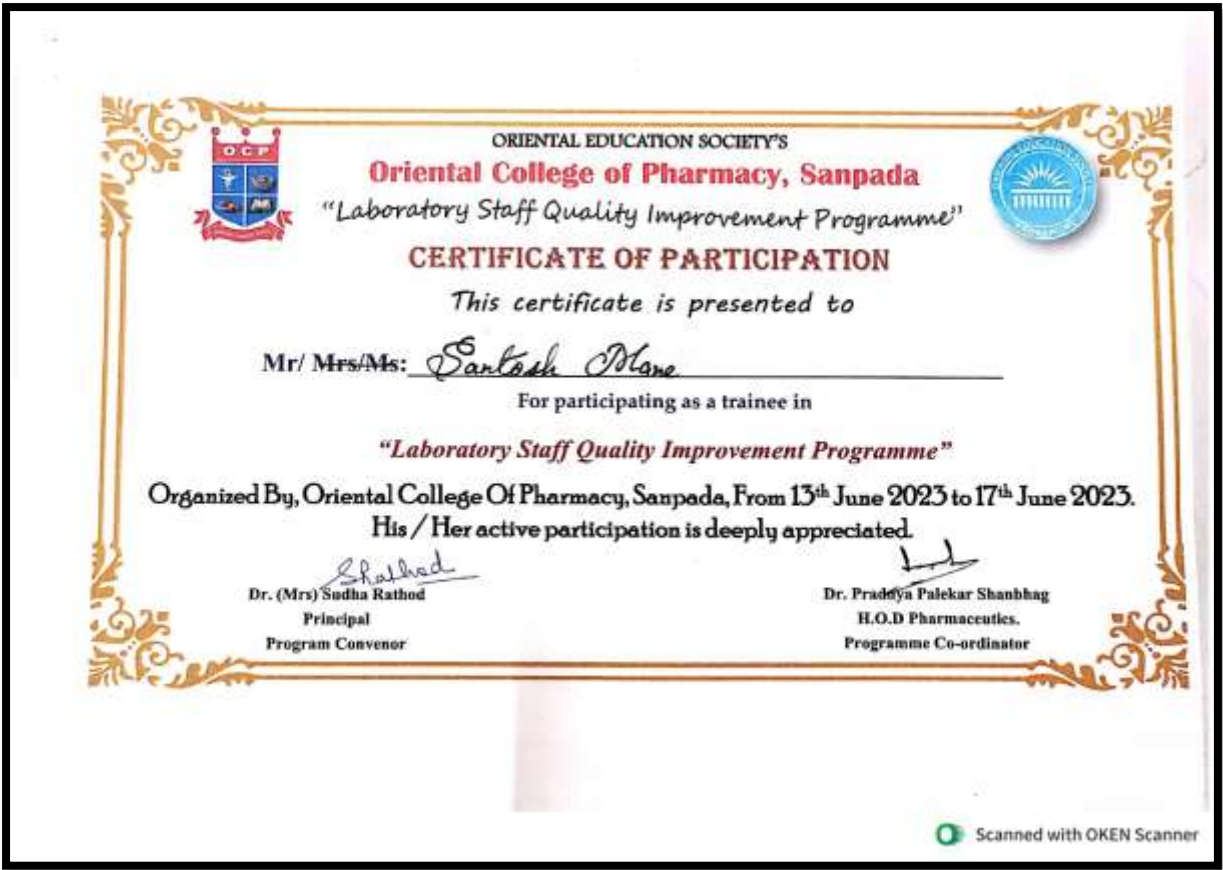 OCP
ORIENTAL EDUCATION SOCIETY'S
Oriental College of Pharmacy, Sanpada
"Laboratory Staff Quality Improvement Programme"
CERTIFICATE OF PARTICIPATION
This certificate is presented to
Mr/ Mrs/Ms: Santosh Mane
For participating as a trainee in
"Laboratory Staff Quality Improvement Programme"
Organized By, Oriental College Of Pharmacy, Sanpada, From 13th June 2023 to 17th June 2023.
His / Her active participation is deeply appreciated.
Dr. (Mrs) Sudha Rathod
Principal
Program Convenor
Dr. Pradnya Palekar Shanbhag
H.O.D Pharmaceutics.
Programme Co-ordinator
Scanned with OKEN Scanner